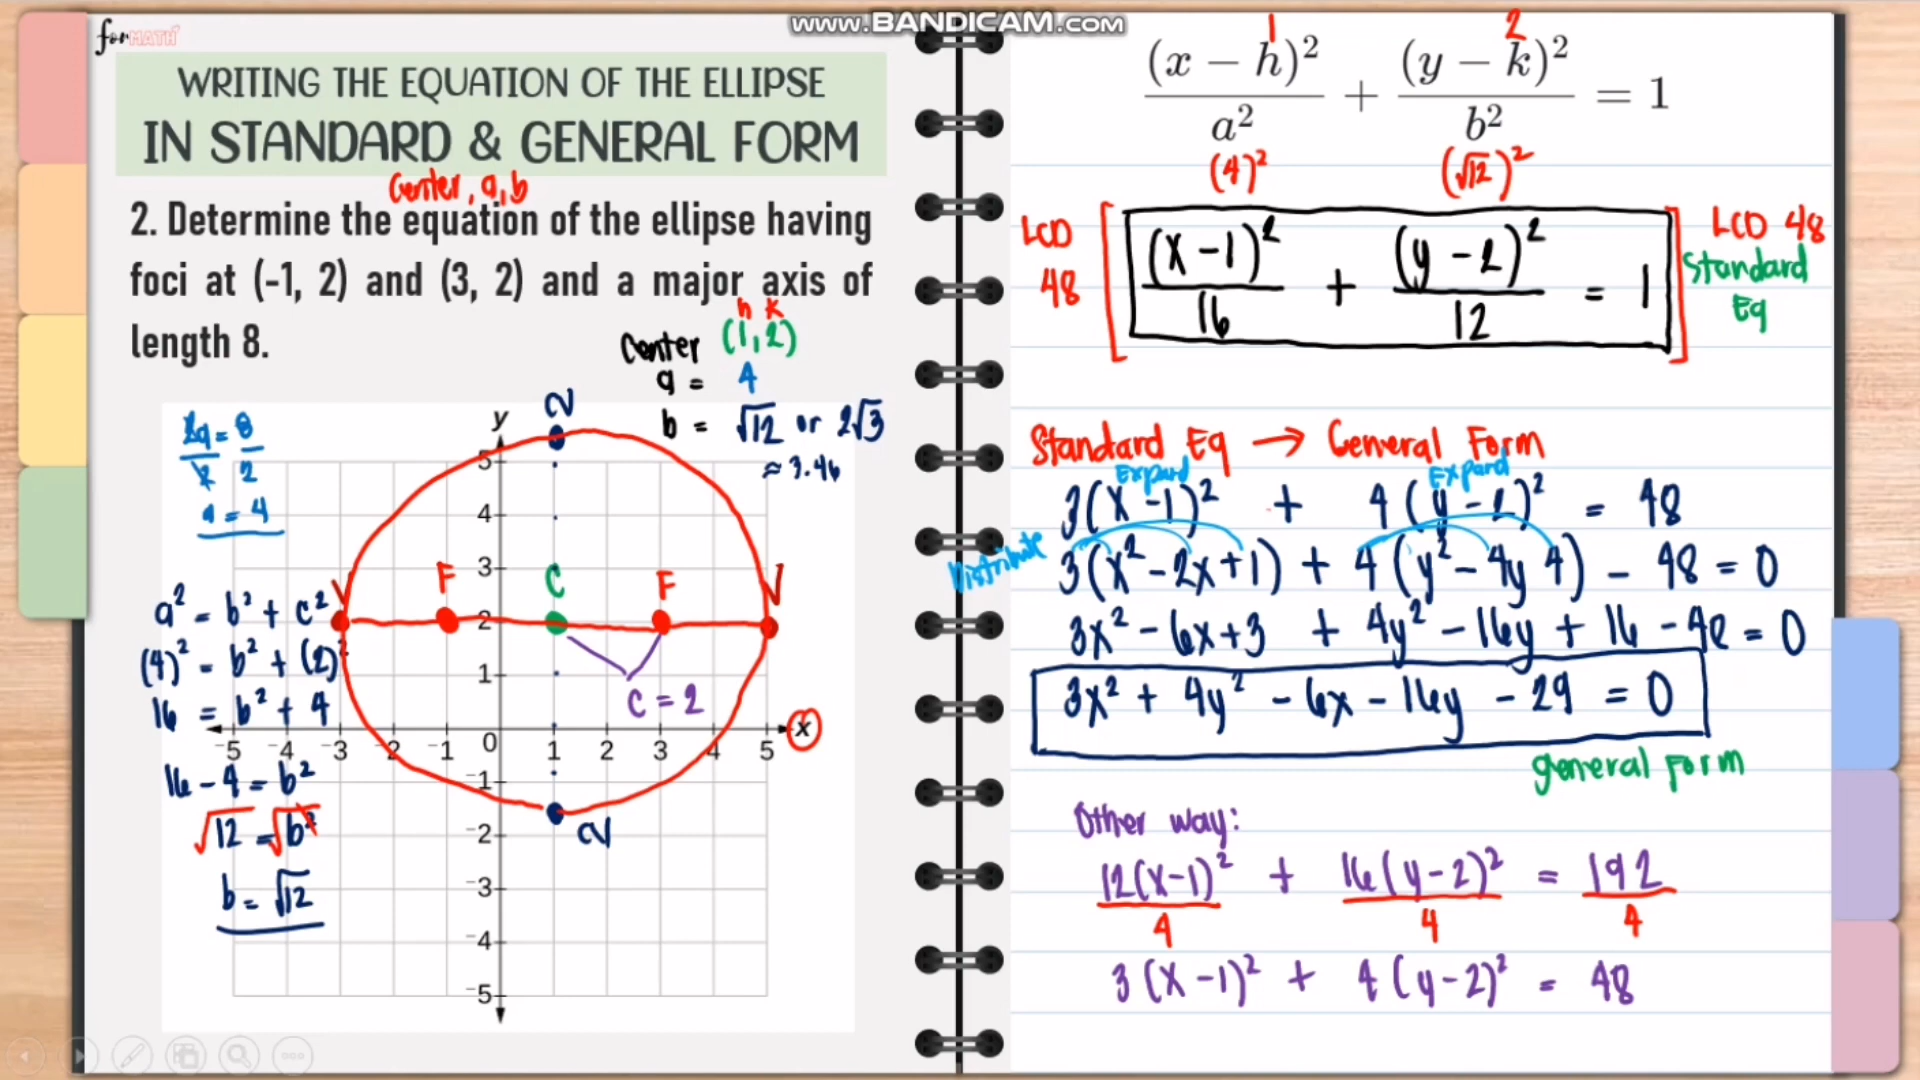 www.BANDICAM.com
forMATH
WRITING THE EQUATION OF THE ELLIPSE
IN STANDARD & GENERAL FORM
Center, a, b
2. Determine the equation of the ellipse having
foci at (-1, 2) and (3, 2) and a major axis of
length 8.
h k
Center (1, 2)
a = 4
b = √12 or 2√3
≈ 3.46
2a = 8
2 2
a = 4
a² = b² + c²
(4)² = b² + (2)²
16 = b² + 4
16 - 4 = b²
√12 = √b²
b = √12
CV
y
5
4
3
V F C F V
2
1
C = 2
-5 -4 -3 -2 -1 0 1 2 3 4 5 x
-1
-2
CV
-3
-4
-5
1 2
(x − h)² / a² + (y − k)² / b² = 1
(4)² (√12)²
LCD 48 [ (x - 1)² / 16 + (y - 2)² / 12 = 1 ] LCD 48
Standard Eq
Standard Eq → General Form
Expand Expand
3(x - 1)² + 4(y - 2)² = 48
Distribute
3(x² - 2x + 1) + 4(y² - 4y 4) - 48 = 0
3x² - 6x + 3 + 4y² - 16y + 16 - 48 = 0
3x² + 4y² - 6x - 16y - 29 = 0
general form
Other way:
12(x - 1)² / 4 + 16(y - 2)² / 4 = 192 / 4
3(x - 1)² + 4(y - 2)² = 48